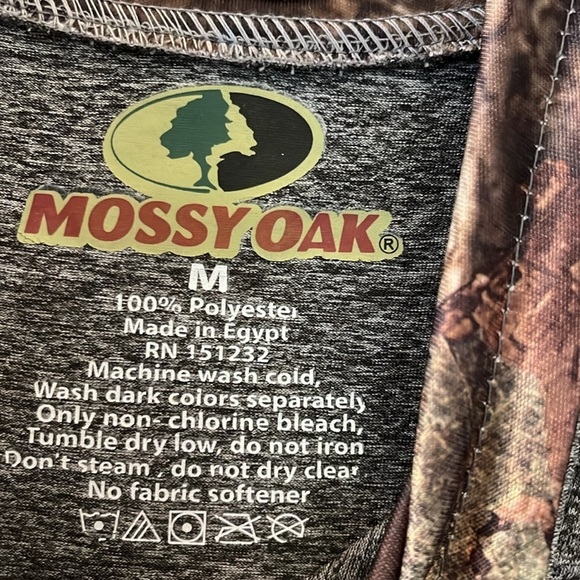 MOSSY OAK®
M
100% Polyester
Made in Egypt
RN 151232
Machine wash cold,
Wash dark colors separately
Only non- chlorine bleach,
Tumble dry low, do not iron
Don't steam , do not dry clear
No fabric softener